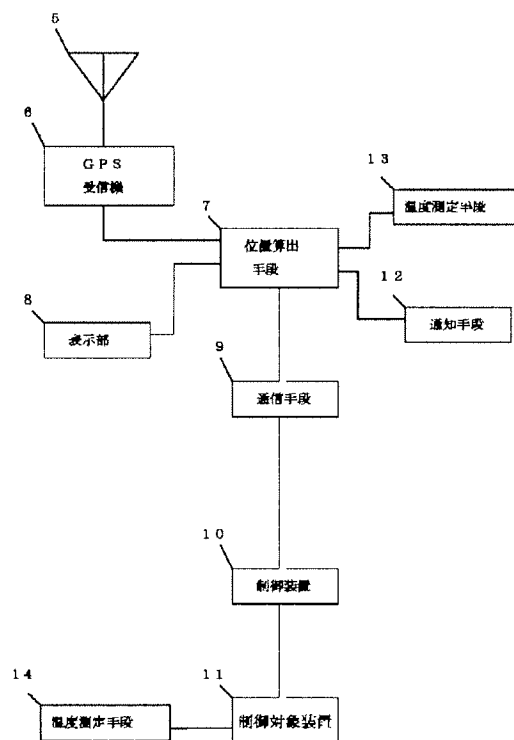 5
6
GPS
受信機
13
温度測定手段
7
位置算出
手段
12
通知手段
8
表示部
9
通信手段
10
制御装置
14
温度測定手段
11
制御対象装置